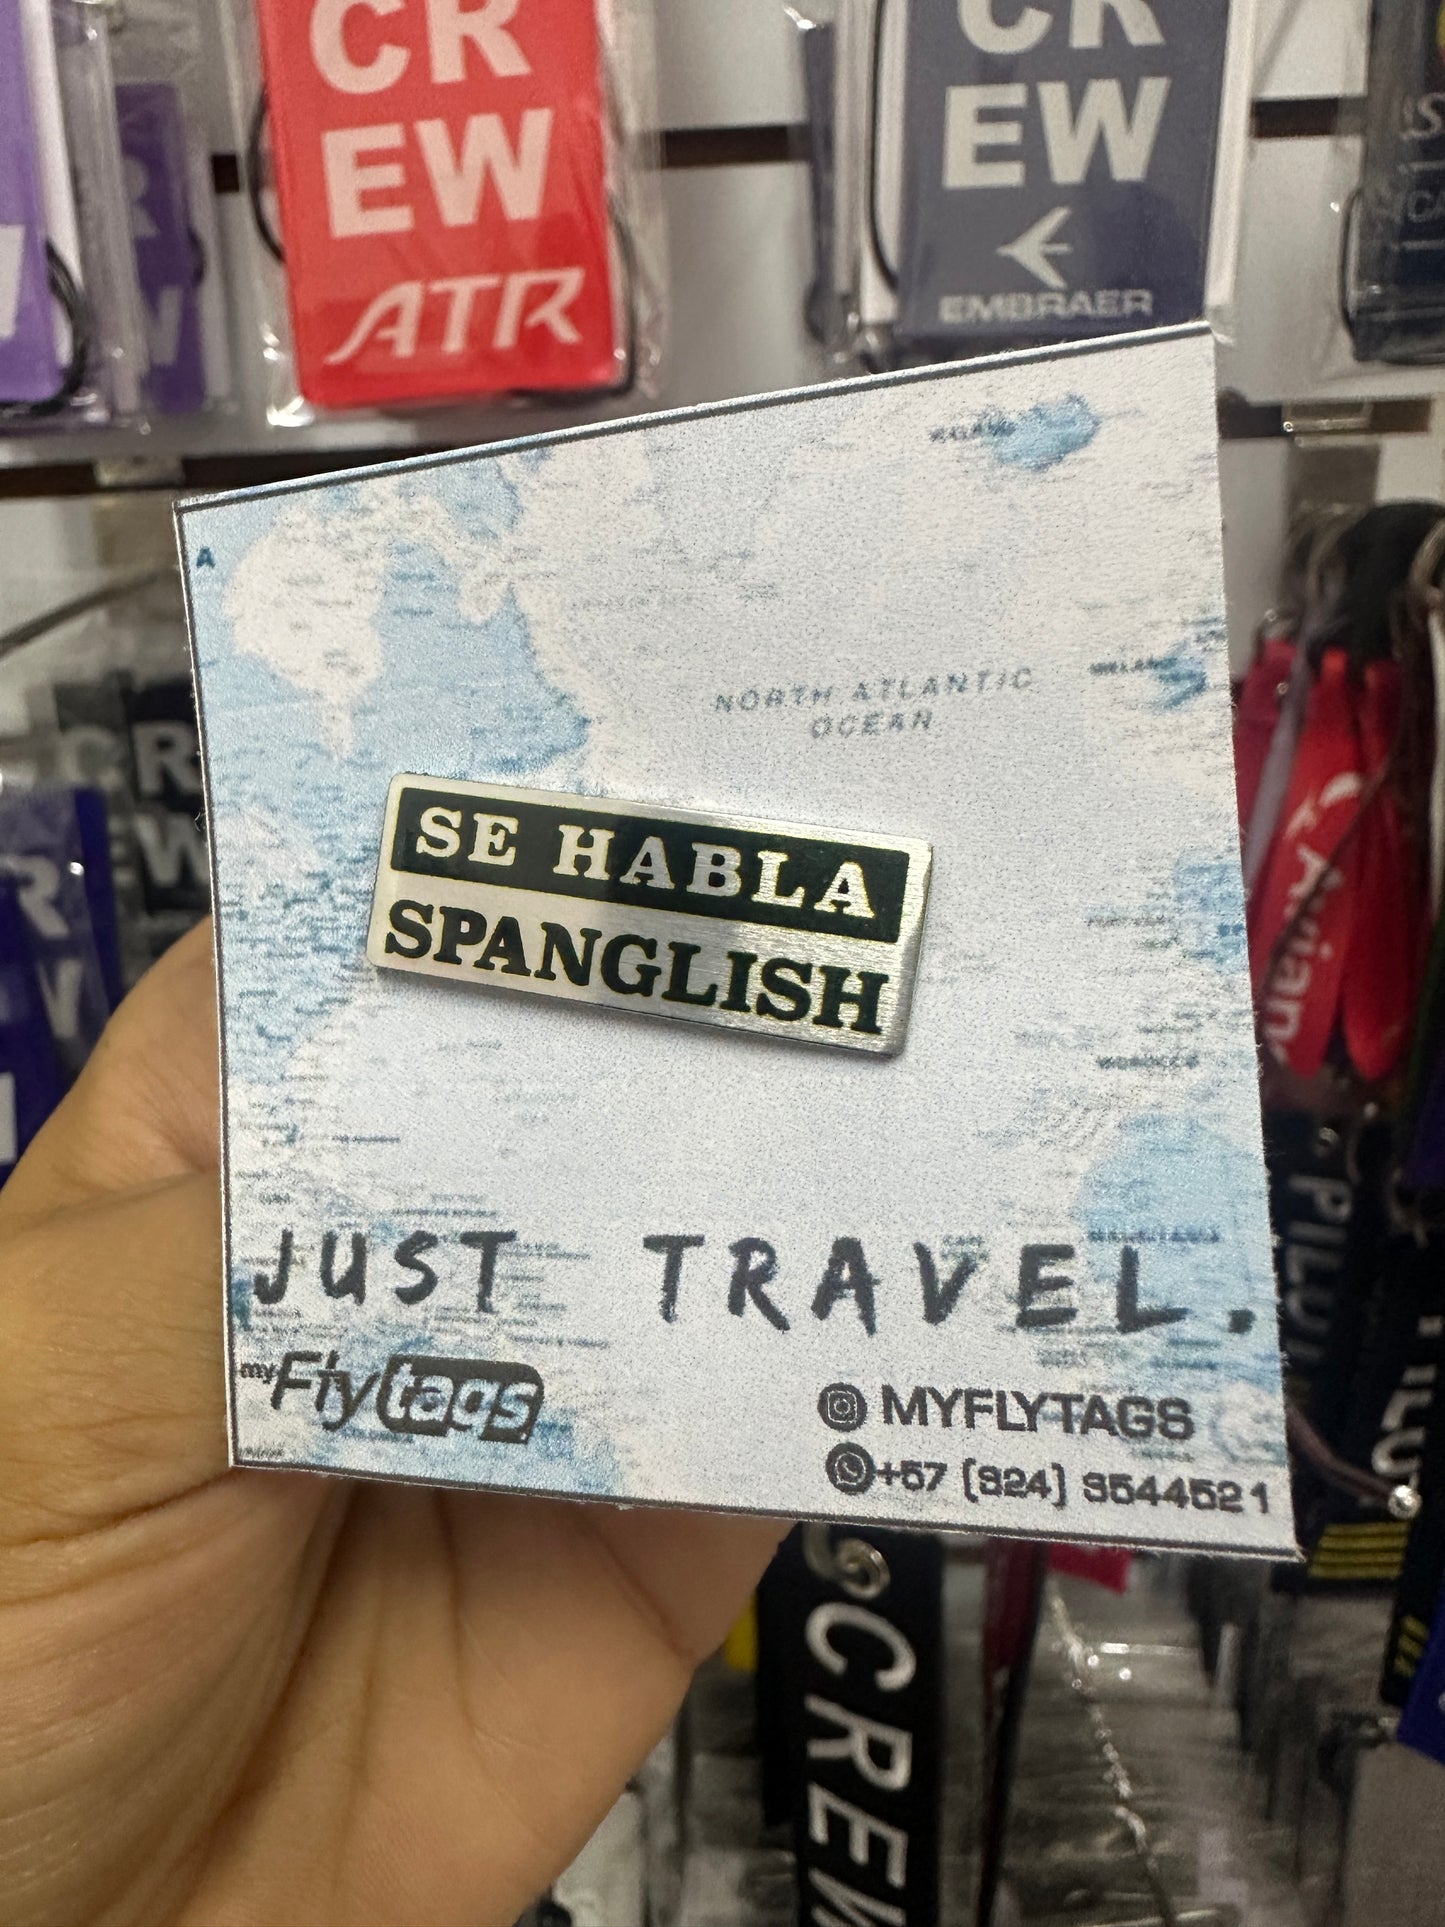 CR
EW
ATR
CR
EW
EMBRAER
NORTH ATLANTIC
OCEAN
SE HABLA
SPANGLISH
MOROCCO
JUST TRAVEL.
myFlytags
MYFLYTAGS
+57 (324) 3544521
CREW